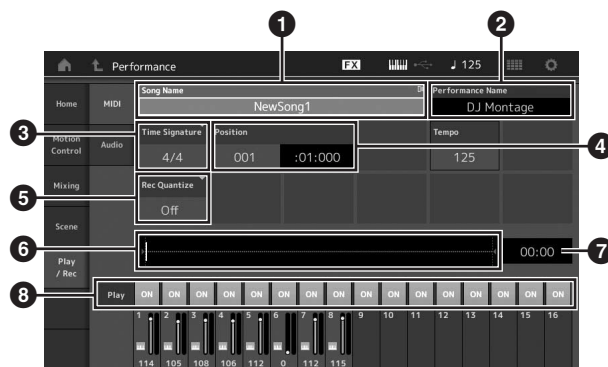 1 2
Performance FX 125
Song Name Performance Name
NewSong1 DJ Montage
Home MIDI
3 Time Signature Position Tempo 4
Motion Control Audio 4/4 001 :01:000 125
5 Mixing Rec Quantize
Off
Scene
6 00:00 7
Play / Rec
8 Play ON ON ON ON ON ON ON ON ON ON ON ON ON ON ON ON
1 2 3 4 5 6 7 8 9 10 11 12 13 14 15 16
114 105 108 106 112 0 112 115